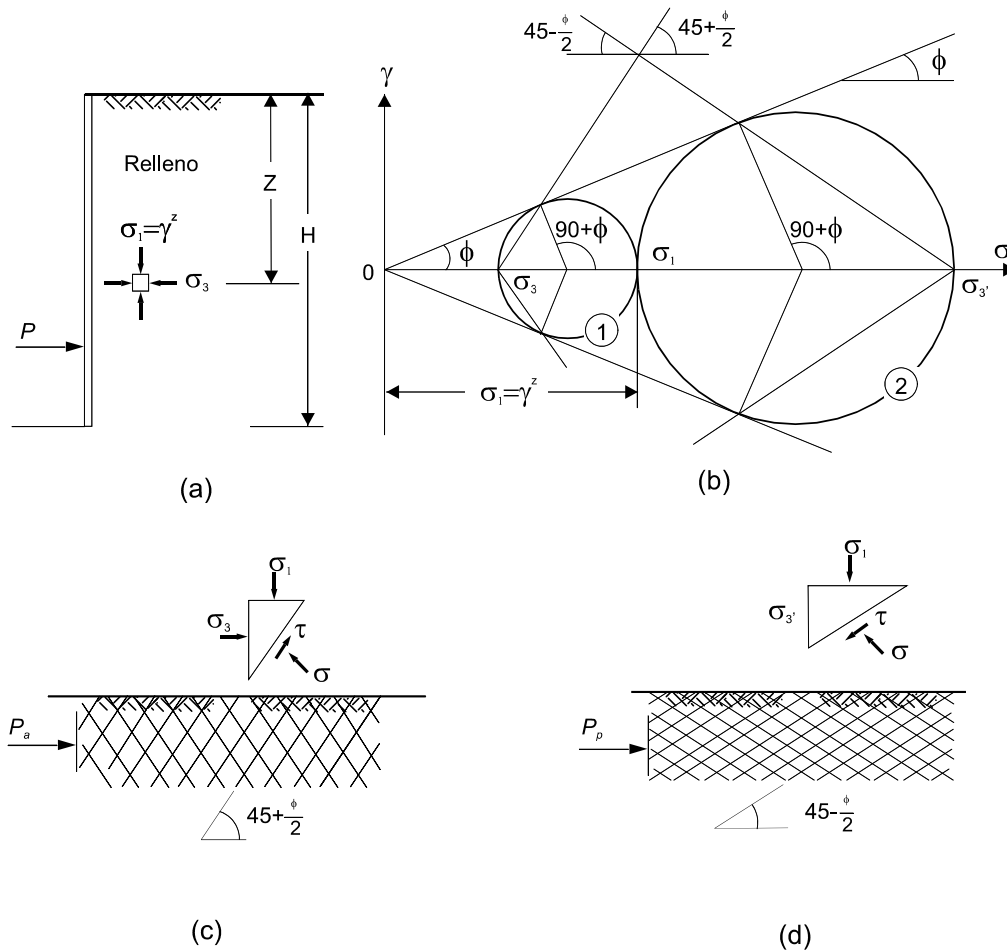 (a)
Relleno
Z
H
σ₁=γᶻ
σ₃
P
γ
45-ϕ/2
45+ϕ/2
ϕ
ϕ
90+ϕ
90+ϕ
0
σ₃
σ₁
σ
σ₃'
1
2
σ₁=γᶻ
(b)
σ₁
σ₃
τ
σ
Pₐ
45+ϕ/2
(c)
σ₁
σ₃'
τ
σ
Pₚ
45-ϕ/2
(d)